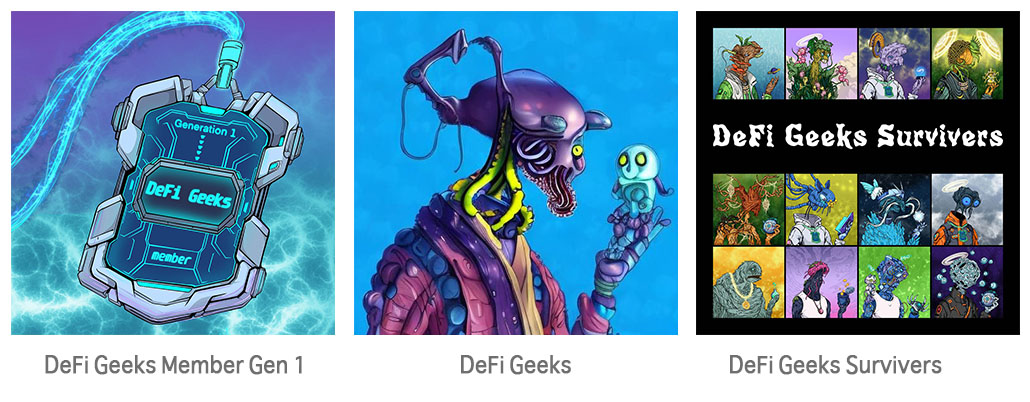 Generation 1
DeFi Geeks
member
DeFi Geeks Survivers
DeFi Geeks Member Gen 1
DeFi Geeks
DeFi Geeks Survivers